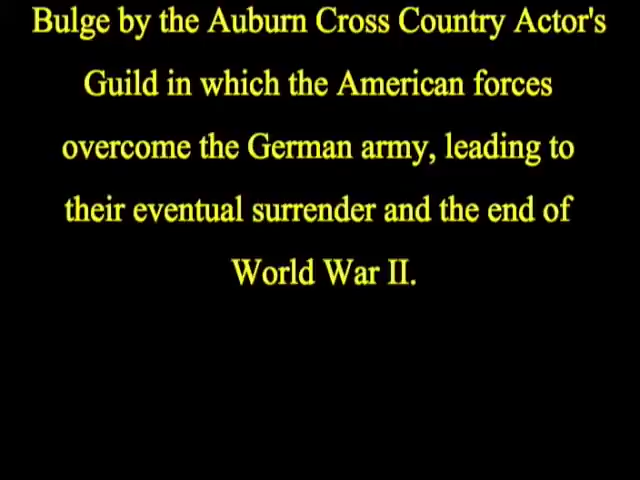 Bulge by the Auburn Cross Country Actor's
Guild in which the American forces
overcome the German army, leading to
their eventual surrender and the end of
World War II.